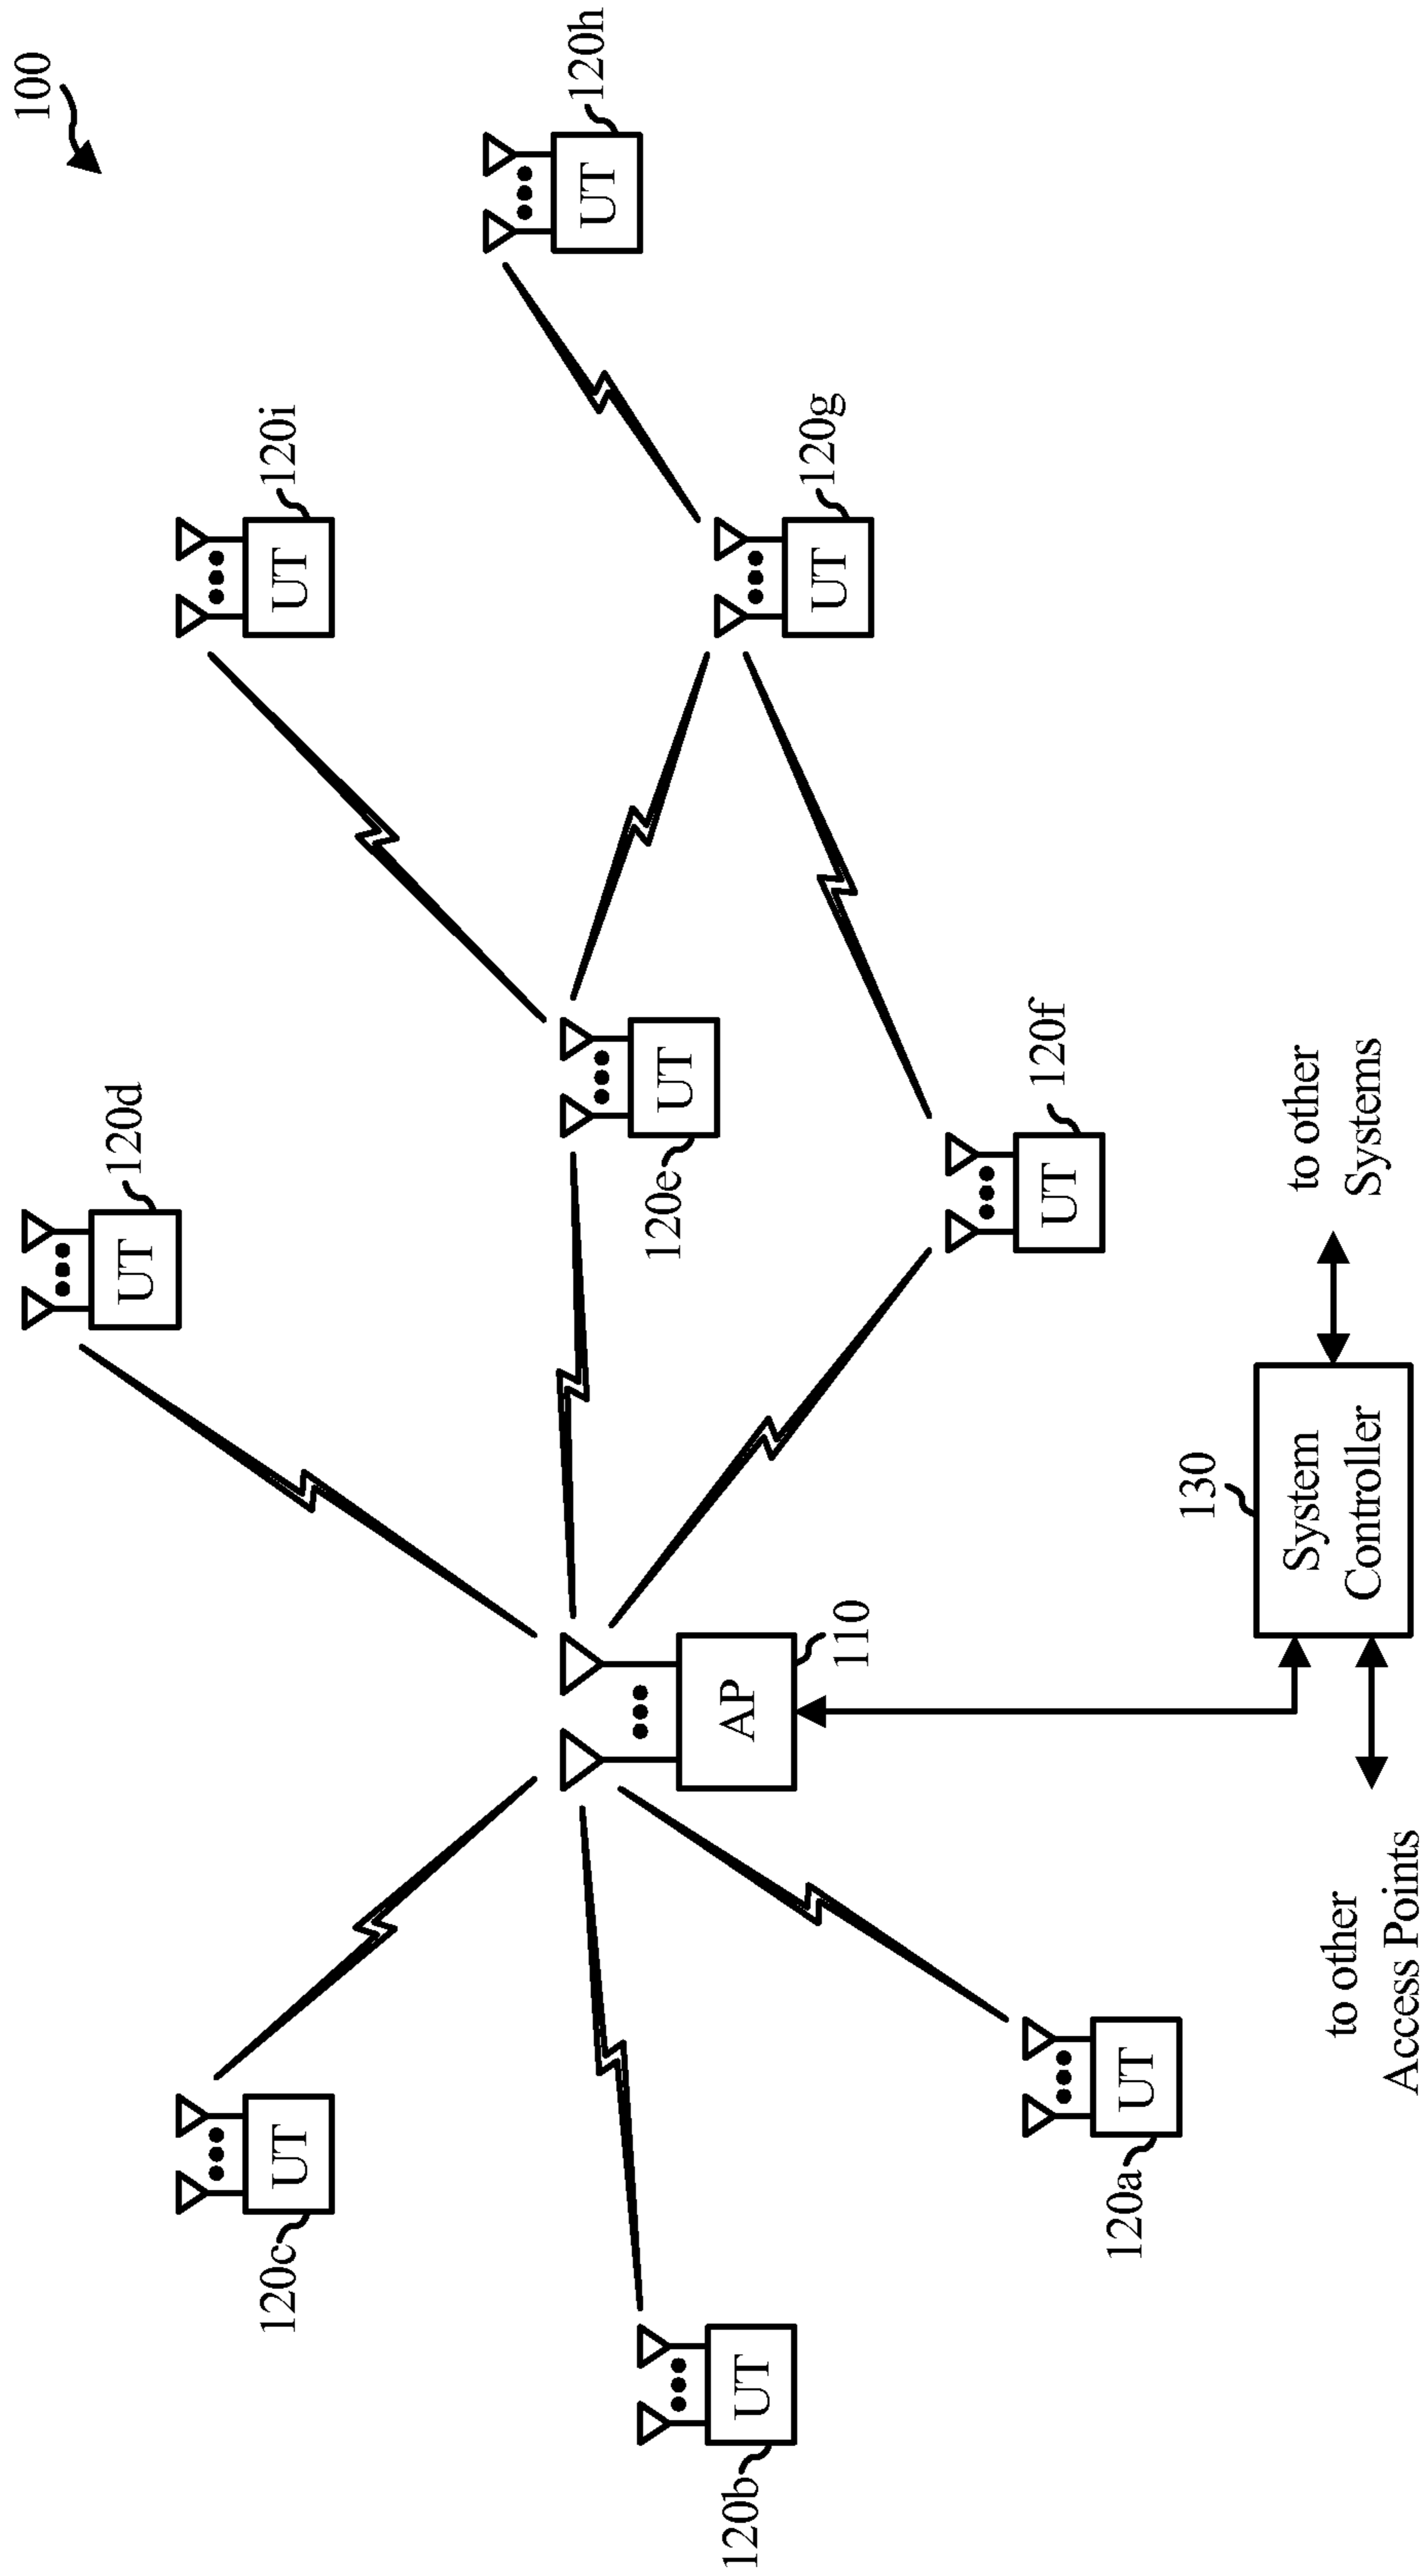 100
120d
UT
120c
UT
120i
UT
120h
UT
120b
UT
AP
110
120e
UT
120g
UT
120a
UT
120f
UT
130
System
Controller
to other
Access Points
to other
Systems